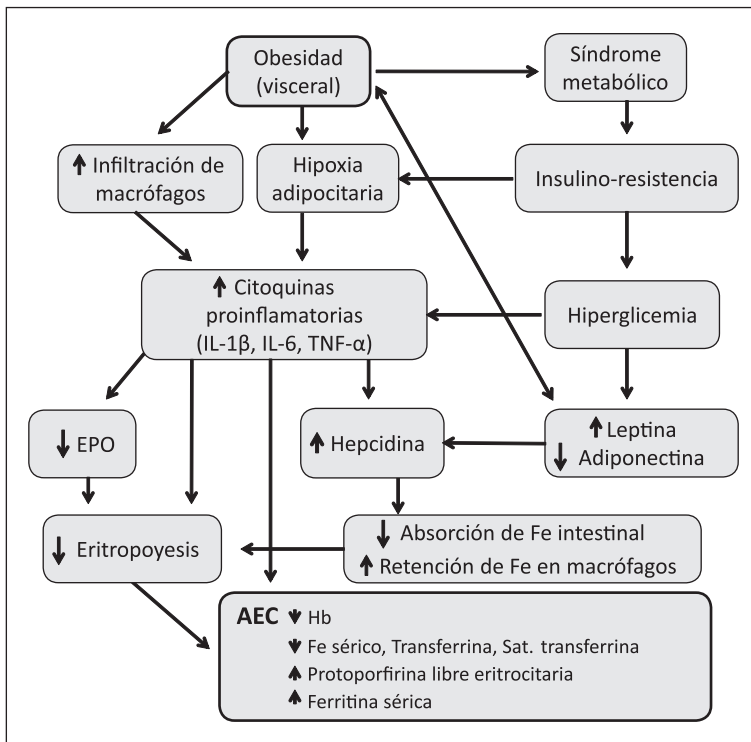 Obesidad
(visceral)
Síndrome
metabólico
↑ Infiltración de
macrófagos
Hipoxia
adipocitaria
Insulino-resistencia
↑ Citoquinas
proinflamatorias
(IL-1β, IL-6, TNF-α)
Hiperglicemia
↓ EPO
↑ Hepcidina
↑ Leptina
↓ Adiponectina
↓ Eritropoyesis
↓ Absorción de Fe intestinal
↑ Retención de Fe en macrófagos
AEC ↓ Hb
↓ Fe sérico, Transferrina, Sat. transferrina
↑ Protoporfirina libre eritrocitaria
↑ Ferritina sérica